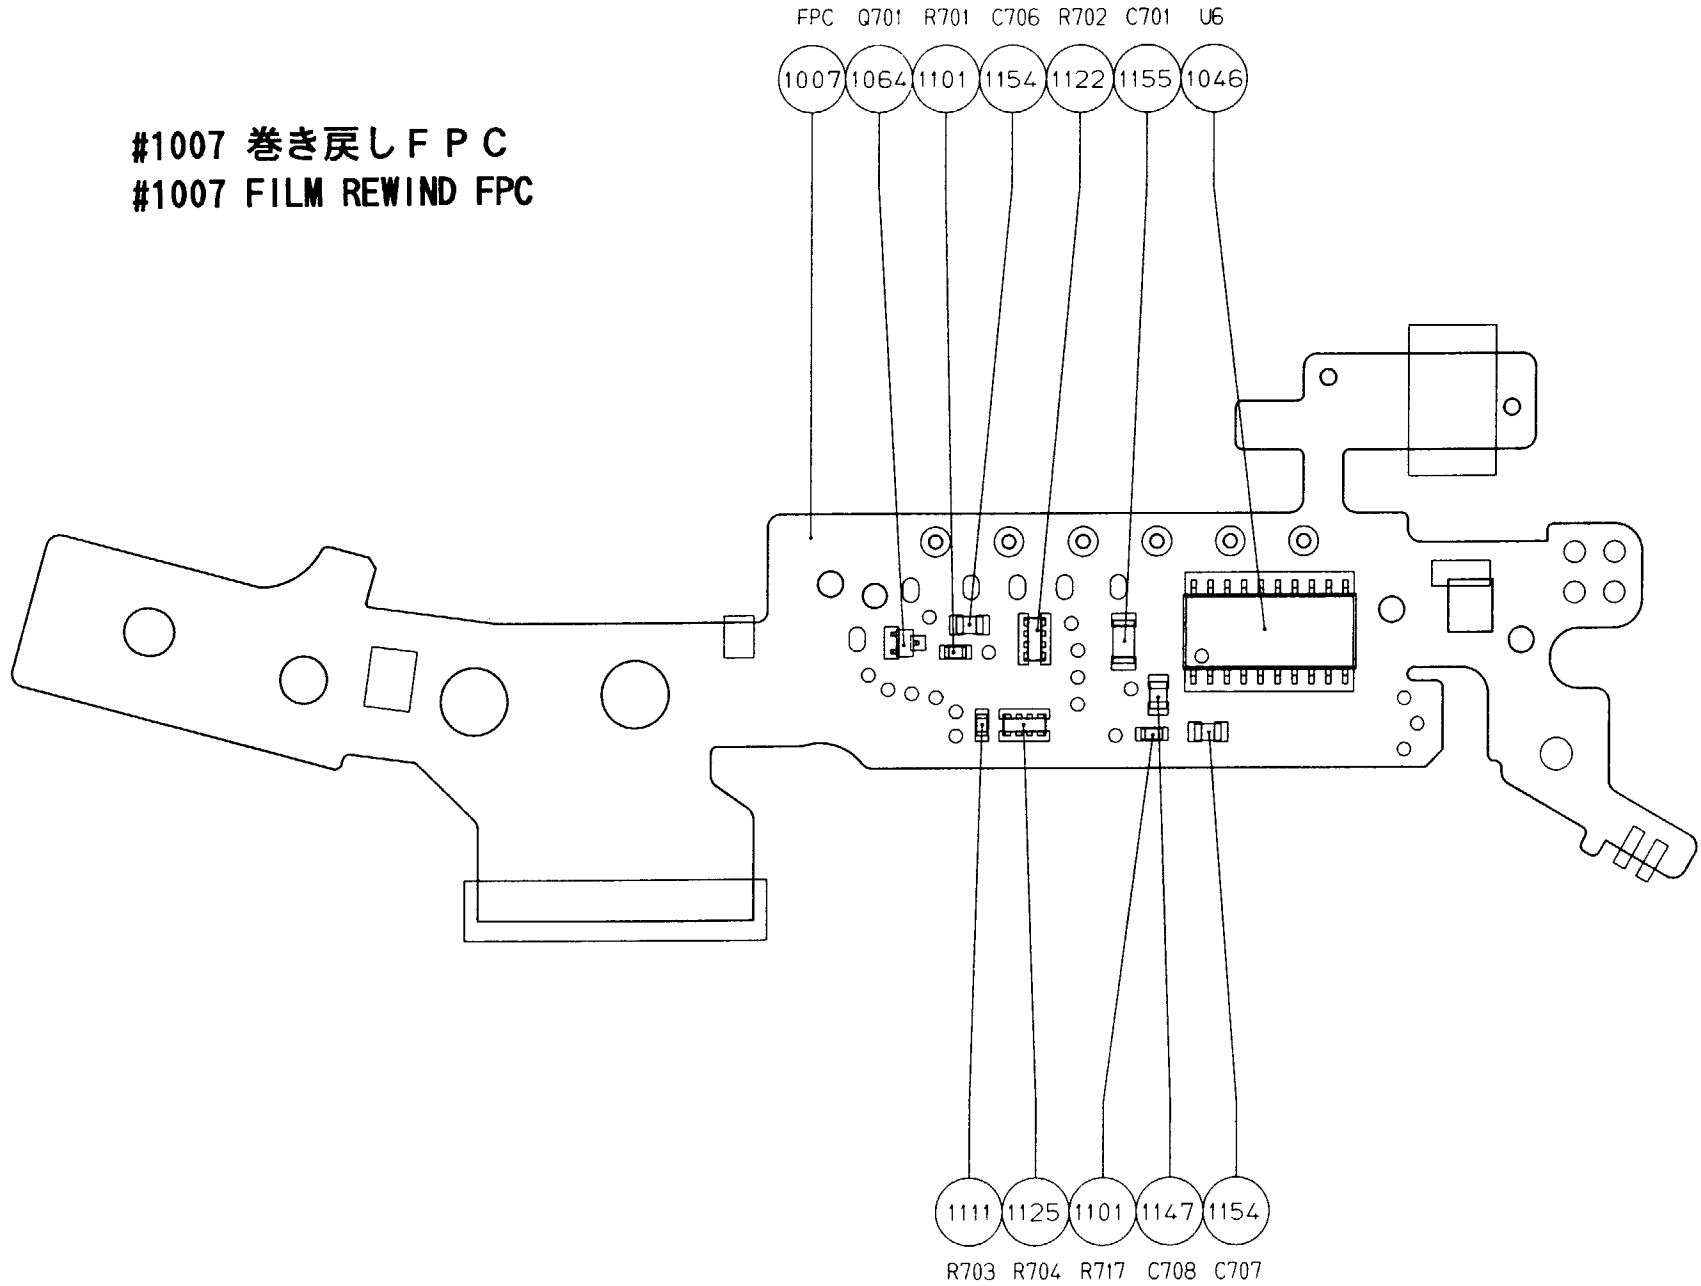 FPC Q701 R701 C706 R702 C701 U6
1007 1064 1101 1154 1122 1155 1046
#1007 巻き戻しＦＰＣ
#1007 FILM REWIND FPC
1111 1125 1101 1147 1154
R703 R704 R717 C708 C707